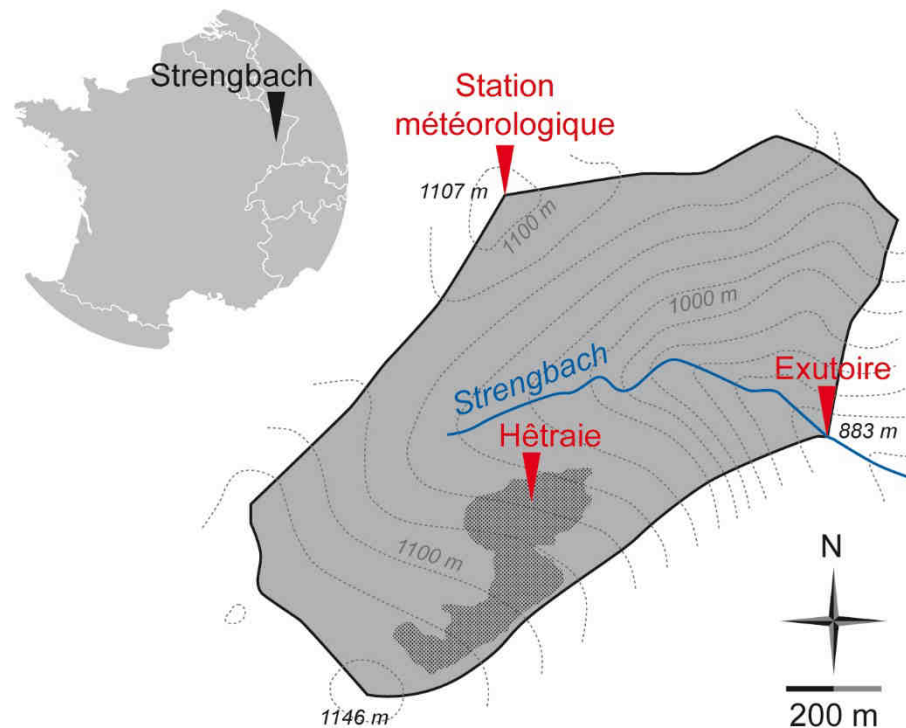 Strengbach
Station
météorologique
1107 m
1100 m
1000 m
Strengbach
Exutoire
883 m
Hêtraie
1100 m
1146 m
N
200 m